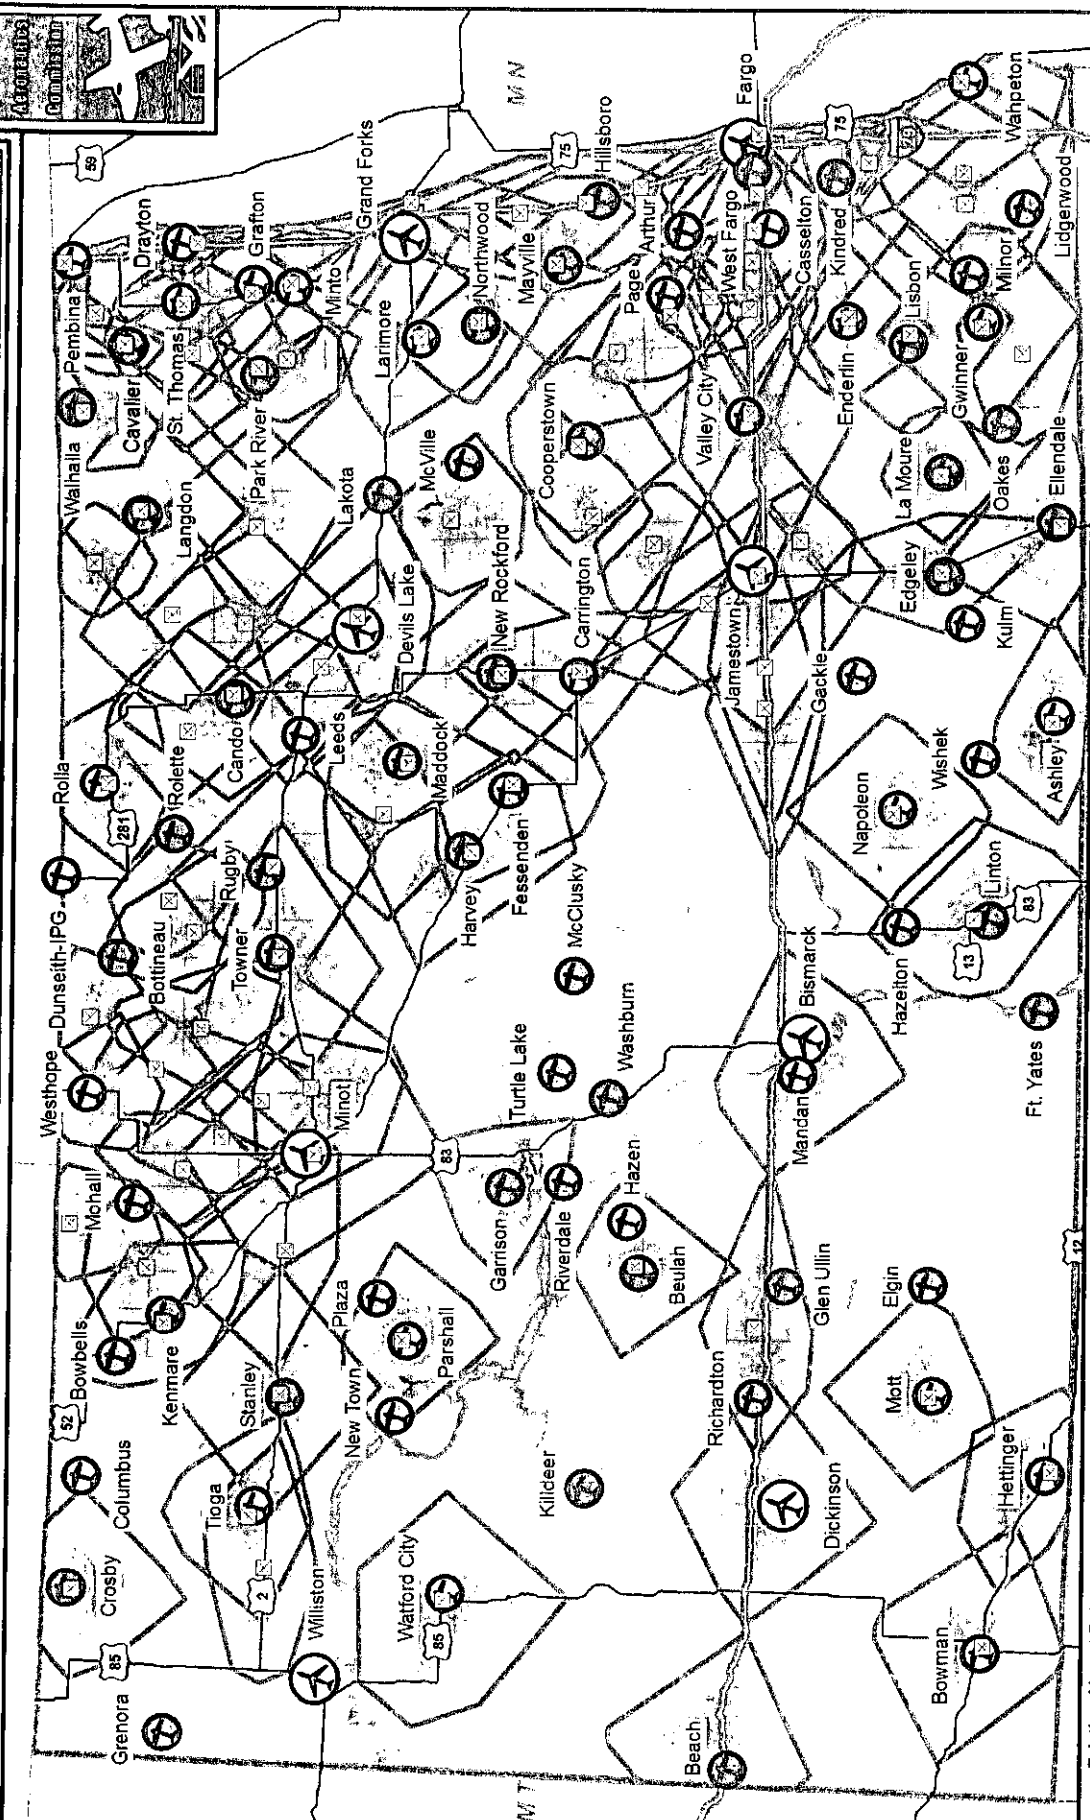 Aeronautics
Commission
MN
59
Pembina
Walhalla
Drayton
Cavalier
St. Thomas
Grafton
Langdon
Park River
Minto
Grand Forks
Larimore
Lakota
Northwood
75
Hillsboro
Mayville
McVille
Cooperstown
Page
Arthur
Fargo
West Fargo
Casselton
Valley City
Kindred
75
Wahpeton
Enderlin
Lisbon
Milnor
Lidgerwood
Gwinner
La Moure
Oakes
Ellendale
Edgeley
Kulm
Jamestown
Gackle
Carrington
New Rockford
Devils Lake
Rolla
281
Rolette
Cando
Leeds
Maddock
Dunseith-IPG
Bottineau
Rugby
Towner
Harvey
Fessenden
McClusky
Napoleon
Wishek
Ashley
Linton
83
13
Hazelton
Bismarck
Mandan
Ft. Yates
Westhope
Mohall
Minot
83
Turtle Lake
Washburn
Garrison
Riverdale
Hazen
Beulah
Glen Ullin
Elgin
12
52
Bowbells
Kenmare
Stanley
Plaza
New Town
Parshall
Columbus
Tioga
Killdeer
Richardton
Mott
Hettinger
Dickinson
Crosby
2
Williston
Watford City
85
85
Grenora
Beach
Bowman
MT